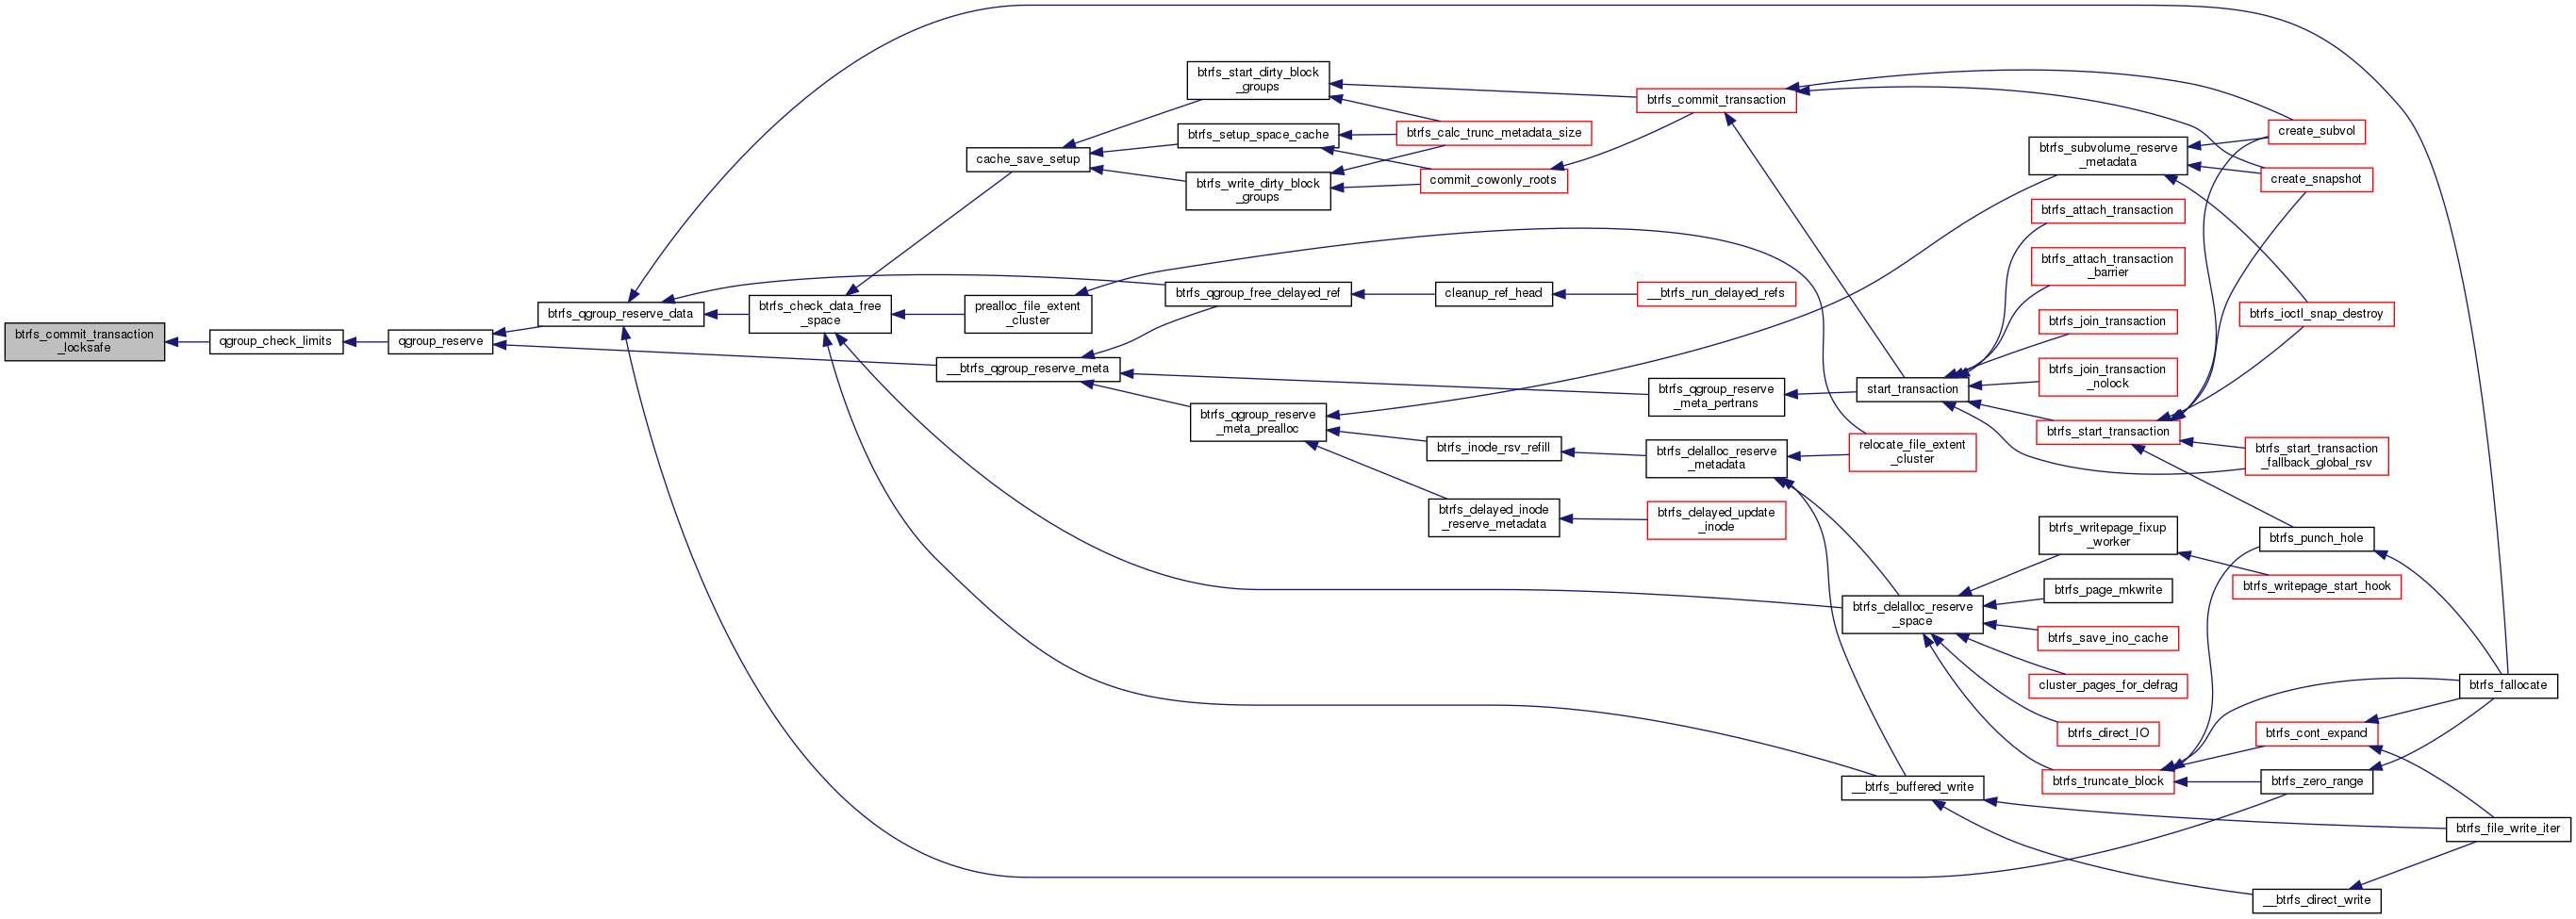 btrfs_commit_transaction
_locksafe
qgroup_check_limits
qgroup_reserve
btrfs_qgroup_reserve_data
__btrfs_qgroup_reserve_meta
btrfs_check_data_free
_space
cache_save_setup
prealloc_file_extent
_cluster
btrfs_start_dirty_block
_groups
btrfs_setup_space_cache
btrfs_write_dirty_block
_groups
btrfs_qgroup_free_delayed_ref
btrfs_qgroup_reserve
_meta_prealloc
btrfs_calc_trunc_metadata_size
commit_cowonly_roots
cleanup_ref_head
btrfs_inode_rsv_refill
btrfs_delayed_inode
_reserve_metadata
btrfs_commit_transaction
__btrfs_run_delayed_refs
btrfs_qgroup_reserve
_meta_pertrans
btrfs_delalloc_reserve
_metadata
btrfs_delayed_update
_inode
start_transaction
relocate_file_extent
_cluster
btrfs_delalloc_reserve
_space
__btrfs_buffered_write
btrfs_subvolume_reserve
_metadata
btrfs_attach_transaction
btrfs_attach_transaction
_barrier
btrfs_join_transaction
btrfs_join_transaction
_nolock
btrfs_start_transaction
btrfs_writepage_fixup
_worker
btrfs_page_mkwrite
btrfs_save_ino_cache
cluster_pages_for_defrag
btrfs_direct_IO
btrfs_truncate_block
create_subvol
create_snapshot
btrfs_ioctl_snap_destroy
btrfs_start_transaction
_fallback_global_rsv
btrfs_punch_hole
btrfs_writepage_start_hook
btrfs_cont_expand
btrfs_zero_range
__btrfs_direct_write
btrfs_fallocate
btrfs_file_write_iter